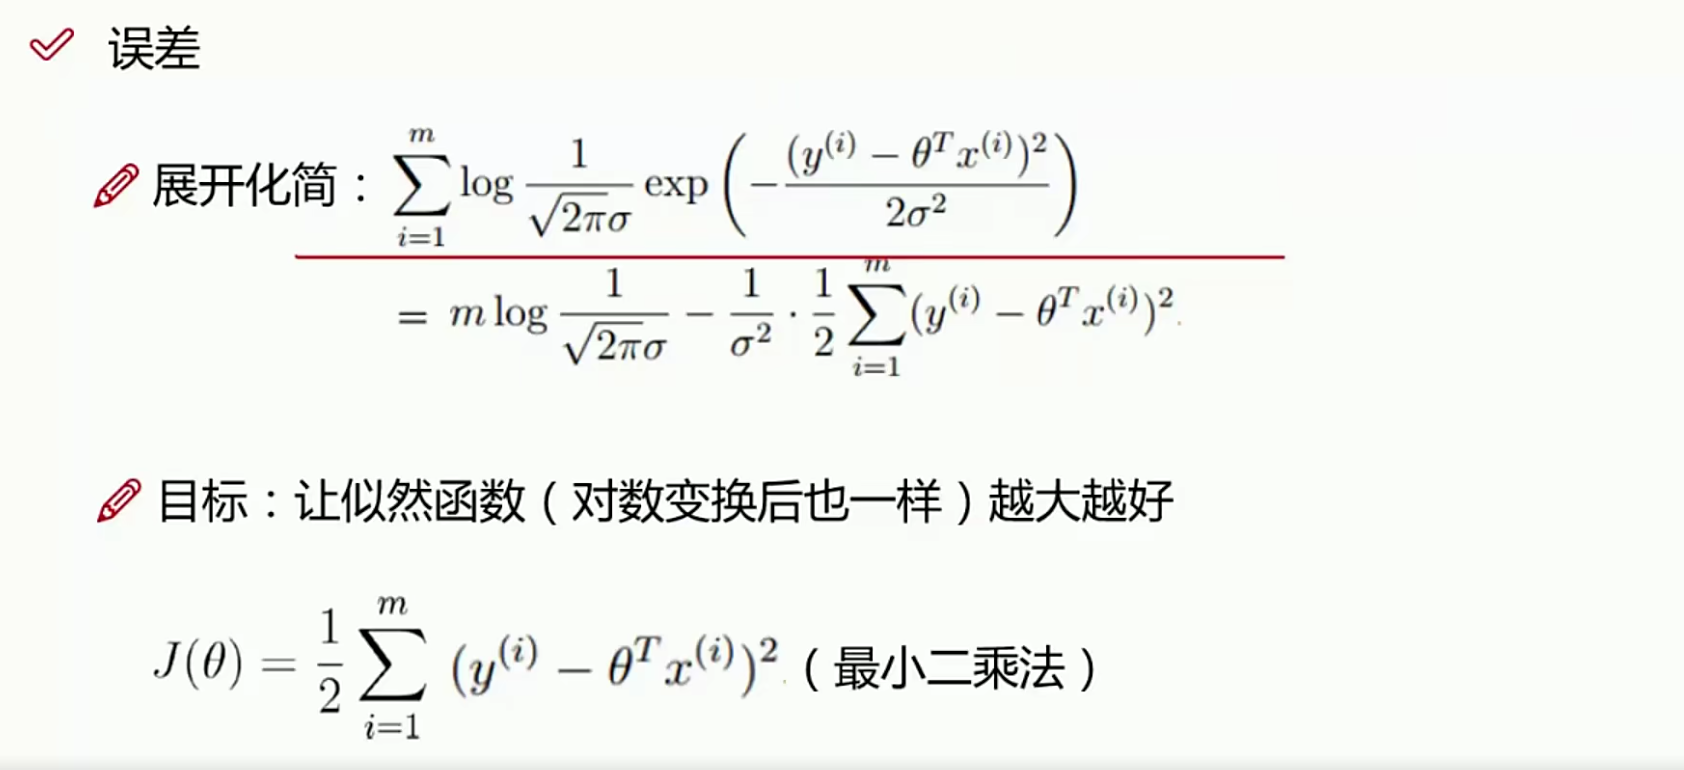 误差
展开化简：$\sum_{i=1}^{m} \log \frac{1}{\sqrt{2\pi}\sigma} \exp\left(-\frac{(y^{(i)} - \theta^T x^{(i)})^2}{2\sigma^2}\right)$
$= m \log \frac{1}{\sqrt{2\pi}\sigma} - \frac{1}{\sigma^2} \cdot \frac{1}{2} \sum_{i=1}^{m} (y^{(i)} - \theta^T x^{(i)})^2.$
目标：让似然函数（对数变换后也一样）越大越好
$J(\theta) = \frac{1}{2} \sum_{i=1}^{m} (y^{(i)} - \theta^T x^{(i)})^2.$（最小二乘法）